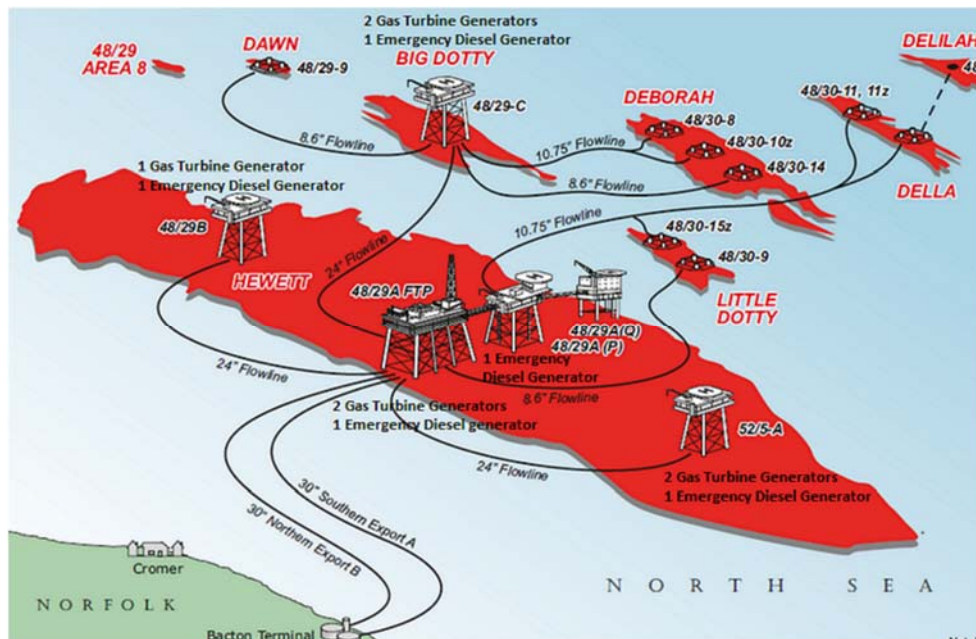 2 Gas Turbine Generators
1 Emergency Diesel Generator
DAWN
48/29
AREA 8
48/29-9
BIG DOTTY
48/29-C
DELILAH
48
48/30-11, 11z
DEBORAH
48/30-8
48/30-10z
48/30-14
DELLA
8.6" Flowline
10.75" Flowline
8.6" Flowline
10.75" Flowline
1 Gas Turbine Generator
1 Emergency Diesel Generator
48/29B
HEWETT
24" Flowline
48/30-15z
48/30-9
LITTLE
DOTTY
48/29A FTP
48/29A(Q)
48/29A (P)
1 Emergency
Diesel Generator
24" Flowline
8.6" Flowline
2 Gas Turbine Generators
1 Emergency Diesel generator
52/5-A
24" Flowline
2 Gas Turbine Generators
1 Emergency Diesel Generator
30" Southern Export A
30" Northern Export B
Cromer
NORFOLK
NORTH SEA
Bacton Terminal